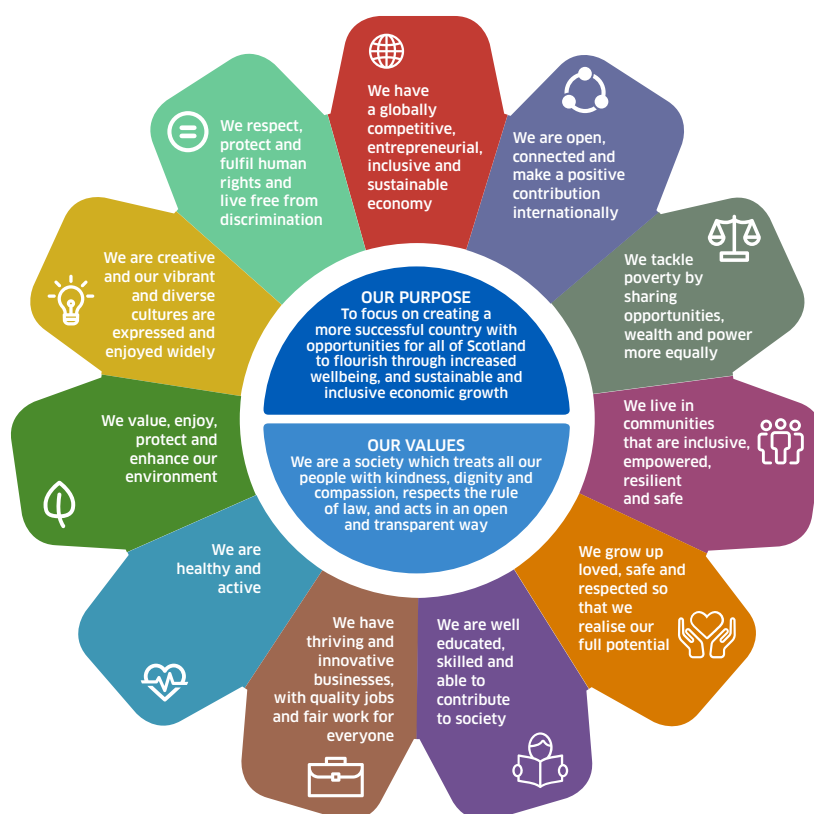 We have
a globally
competitive,
entrepreneurial,
inclusive and
sustainable
economy
We are open,
connected and
make a positive
contribution
internationally
We tackle
poverty by
sharing
opportunities,
wealth and power
more equally
We live in
communities
that are inclusive,
empowered,
resilient
and safe
We grow up
loved, safe and
respected so
that we
realise our
full potential
We are well
educated,
skilled and
able to
contribute
to society
We have
thriving and
innovative
businesses,
with quality jobs
and fair work for
everyone
We are
healthy and
active
We value, enjoy,
protect and
enhance our
environment
We are creative
and our vibrant
and diverse
cultures are
expressed and
enjoyed widely
We respect,
protect and
fulfil human
rights and
live free from
discrimination
OUR PURPOSE
To focus on creating a
more successful country with
opportunities for all of Scotland
to flourish through increased
wellbeing, and sustainable and
inclusive economic growth
OUR VALUES
We are a society which treats all our
people with kindness, dignity and
compassion, respects the rule
of law, and acts in an open
and transparent way